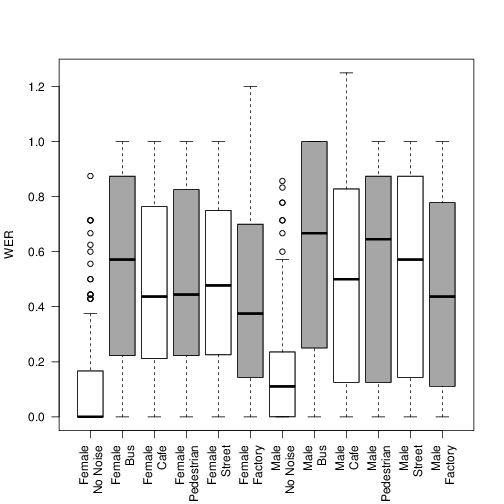 WER
1.2
1.0
0.8
0.6
0.4
0.2
0.0
Female
No Noise
Female
Bus
Female
Cafe
Female
Pedestrian
Female
Street
Female
Factory
Male
No Noise
Male
Bus
Male
Cafe
Male
Pedestrian
Male
Street
Male
Factory